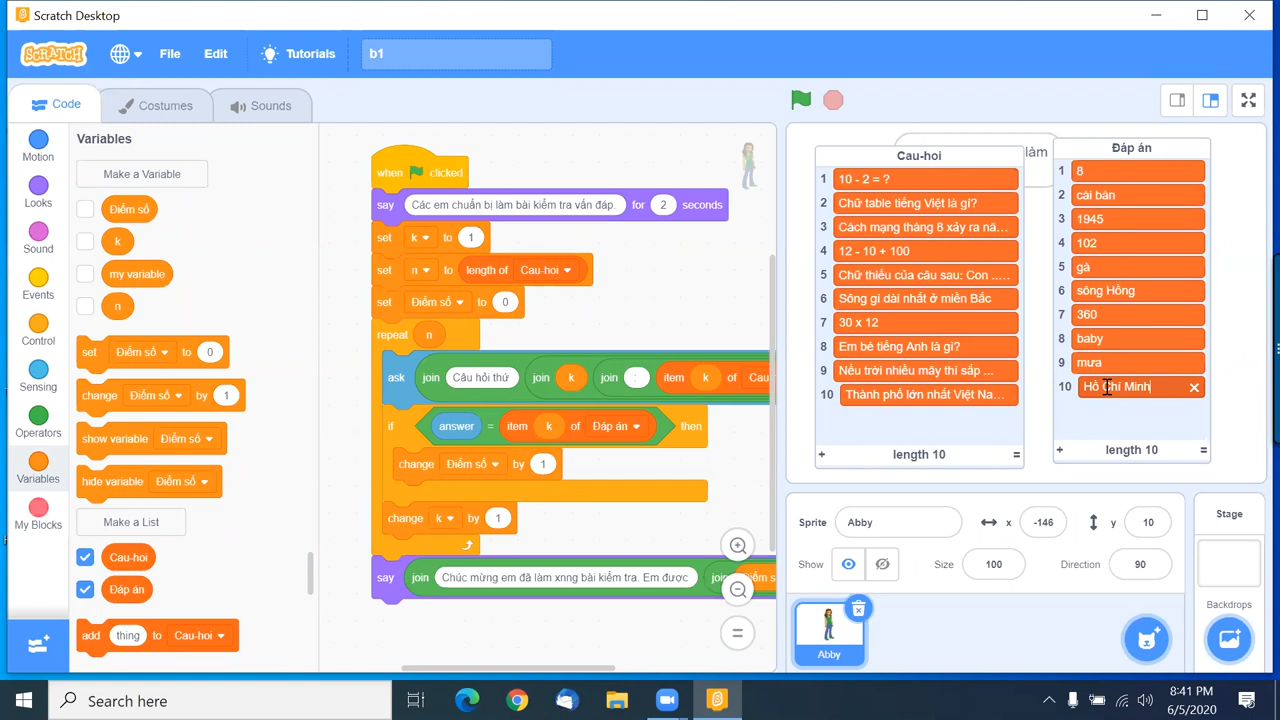 Scratch Desktop
SCRATCH
File
Edit
Tutorials
b1
Code
Costumes
Sounds
Motion
Looks
Sound
Events
Control
Sensing
Operators
Variables
My Blocks
Variables
Make a Variable
Điểm số
k
my variable
n
set Điểm số to 0
change Điểm số by 1
show variable Điểm số
hide variable Điểm số
Make a List
Cau-hoi
Đáp án
add thing to Cau-hoi
when clicked
say Các em chuẩn bị làm bài kiểm tra vấn đáp. for 2 seconds
set k to 1
set n to length of Cau-hoi
set Điểm số to 0
repeat n
ask join Câu hỏi thứ join k join : item k of Cau
if answer = item k of Đáp án then
change Điểm số by 1
change k by 1
say join Chúc mừng em đã làm xnng bài kiểm tra. Em được join
làm
Cau-hoi
1 10 - 2 = ?
2 Chữ table tiếng Việt là gì?
3 Cách mạng tháng 8 xảy ra nă...
4 12 - 10 + 100
5 Chữ thiếu của câu sau: Con ......
6 Sông gì dài nhất ở miền Bắc
7 30 x 12
8 Em bé tiếng Anh là gì?
9 Nếu trời nhiều mây thì sắp ...
10 Thành phố lớn nhất Việt Na...
+ length 10 =
Đáp án
1 8
2 cái bàn
3 1945
4 102
5 gà
6 sông Hồng
7 360
8 baby
9 mưa
10 Hồ Chí Minh
+ length 10 =
Sprite Abby x -146 y 10
Show Size 100 Direction 90
Abby
Stage
Backdrops
Search here
8:41 PM
6/5/2020